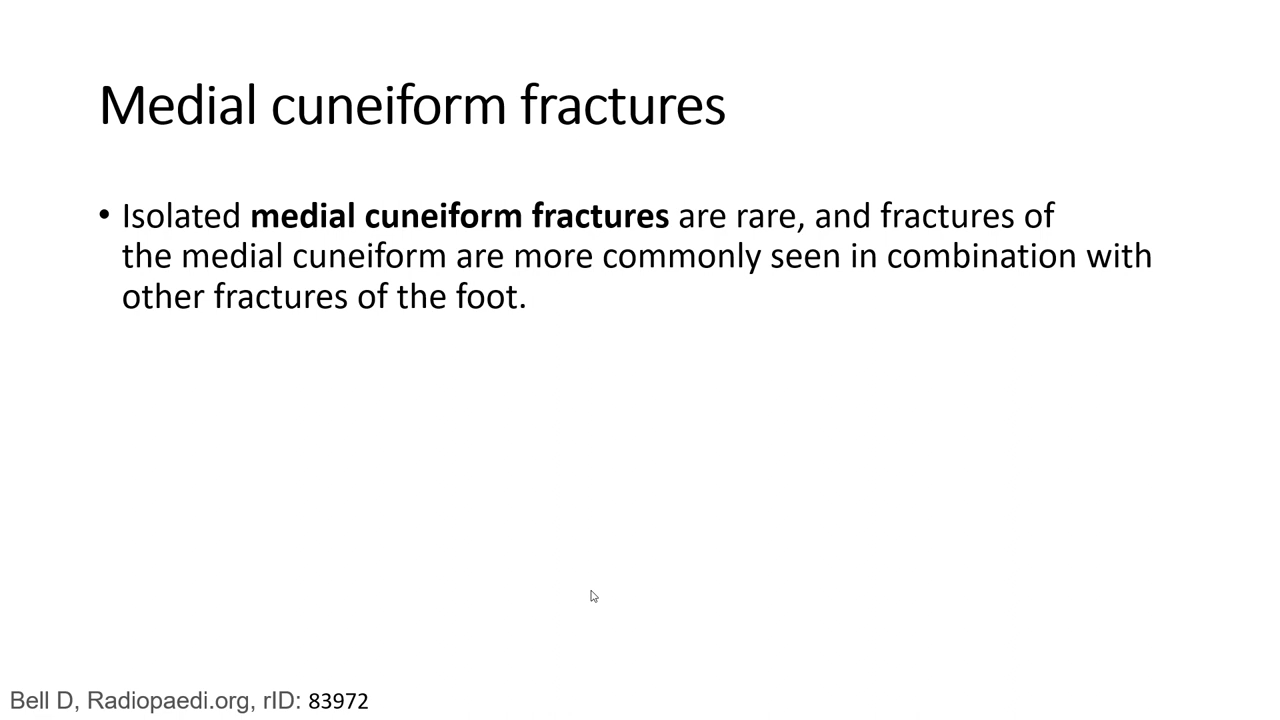 Medial cuneiform fractures
• Isolated medial cuneiform fractures are rare, and fractures of
the medial cuneiform are more commonly seen in combination with
other fractures of the foot.
Bell D, Radiopaedi.org, rID: 83972